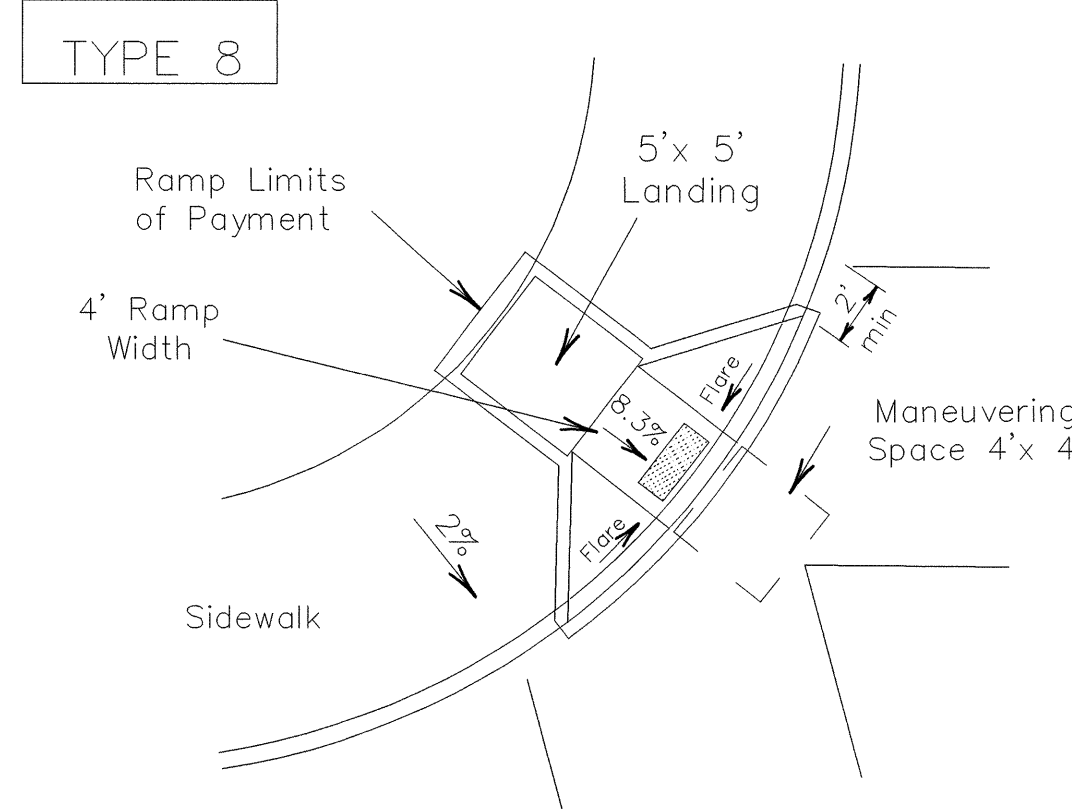 TYPE 8
5'x 5'
Landing
Ramp Limits
of Payment
4' Ramp
Width
2'
min
Flare
8.3%
Maneuvering
Space 4'x 4
Flare
2%
Sidewalk